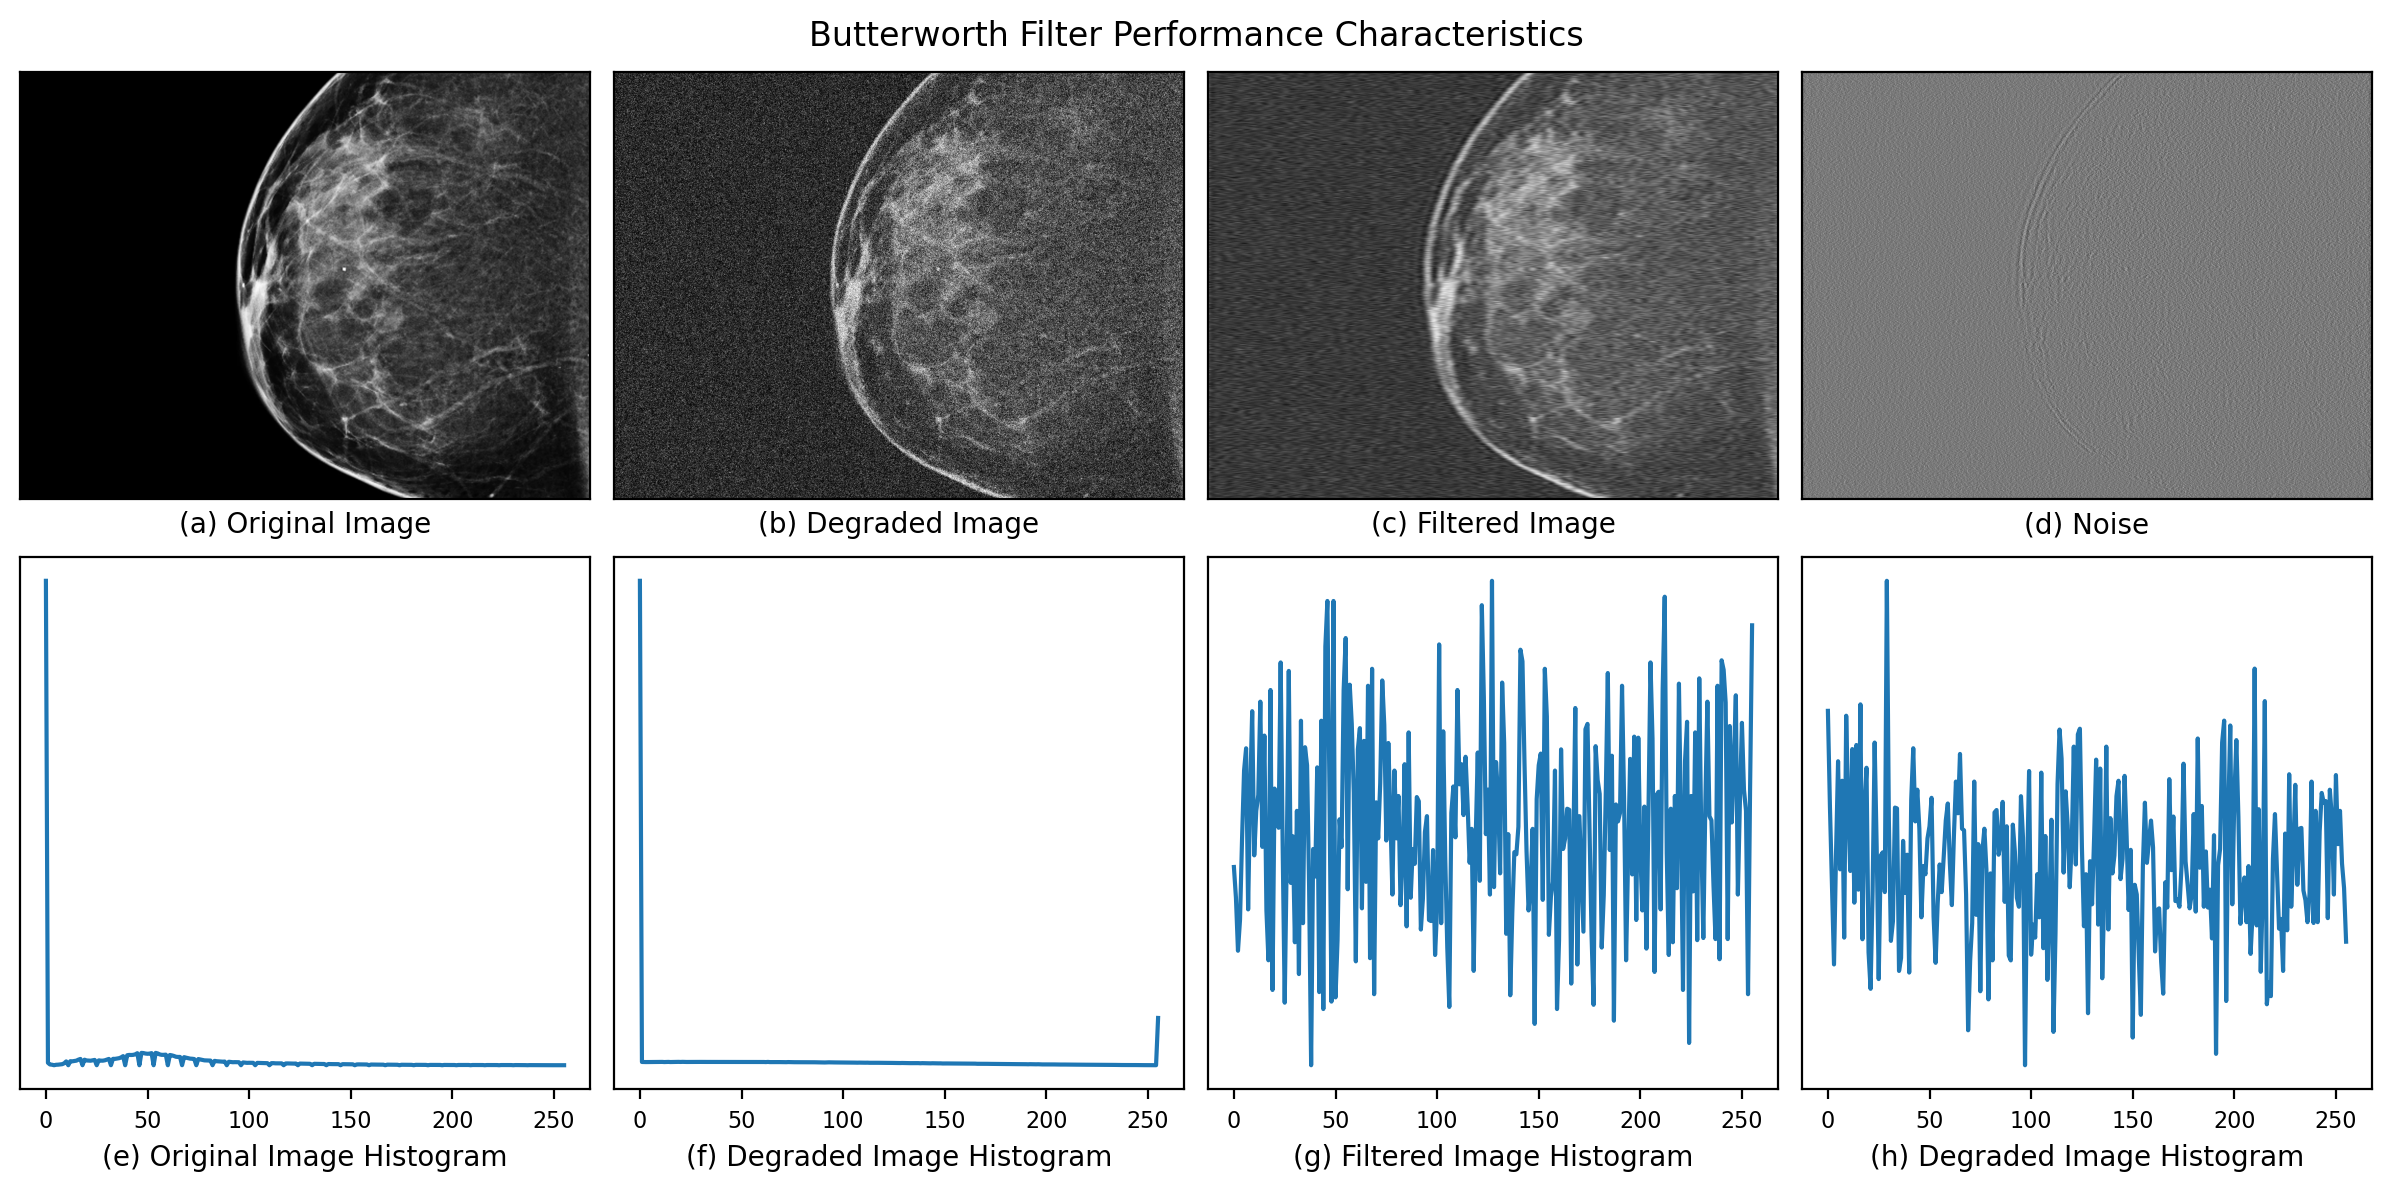 Butterworth Filter Performance Characteristics
(a) Original Image
(b) Degraded Image
(c) Filtered Image
(d) Noise
0 50 100 150 200 250
0 50 100 150 200 250
0 50 100 150 200 250
0 50 100 150 200 250
(e) Original Image Histogram
(f) Degraded Image Histogram
(g) Filtered Image Histogram
(h) Degraded Image Histogram